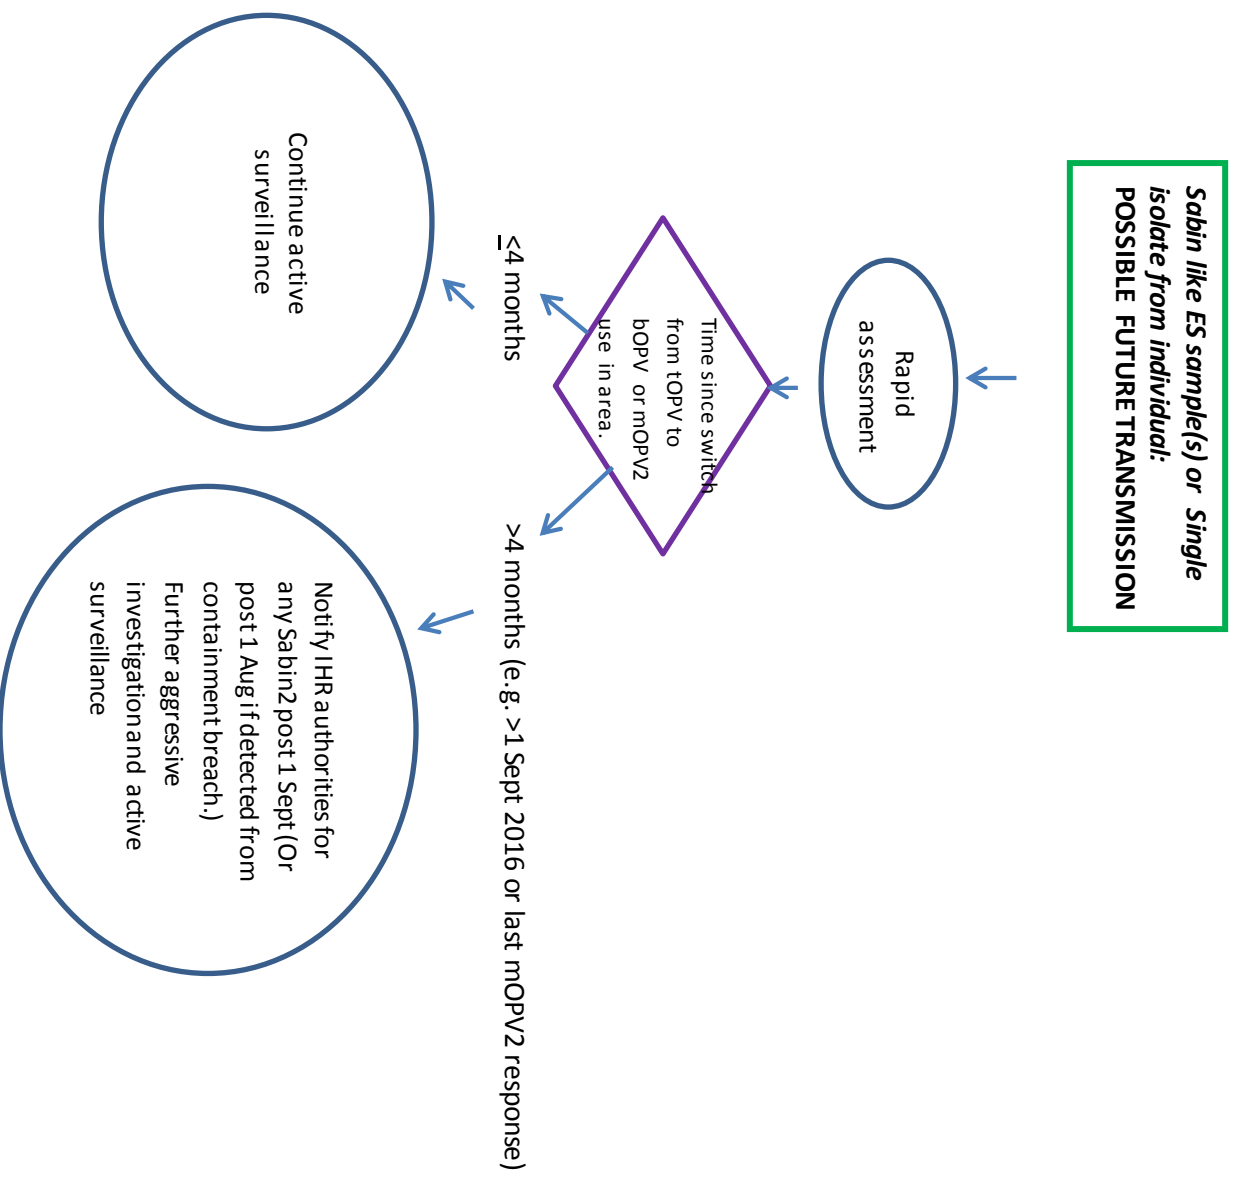 Sabin like ES sample(s) or Single
isolate from individual:
POSSIBLE FUTURE TRANSMISSION
Rapid
assessment
Time since switch
from tOPV to
bOPV or mOPV2
use in area.
<4 months
>4 months (e.g. >1 Sept 2016 or last mOPV2 response)
Continue active
surveillance
Notify IHR authorities for
any Sabin2 post 1 Sept (Or
post 1 Aug if detected from
containment breach.)
Further aggressive
investigation and active
surveillance